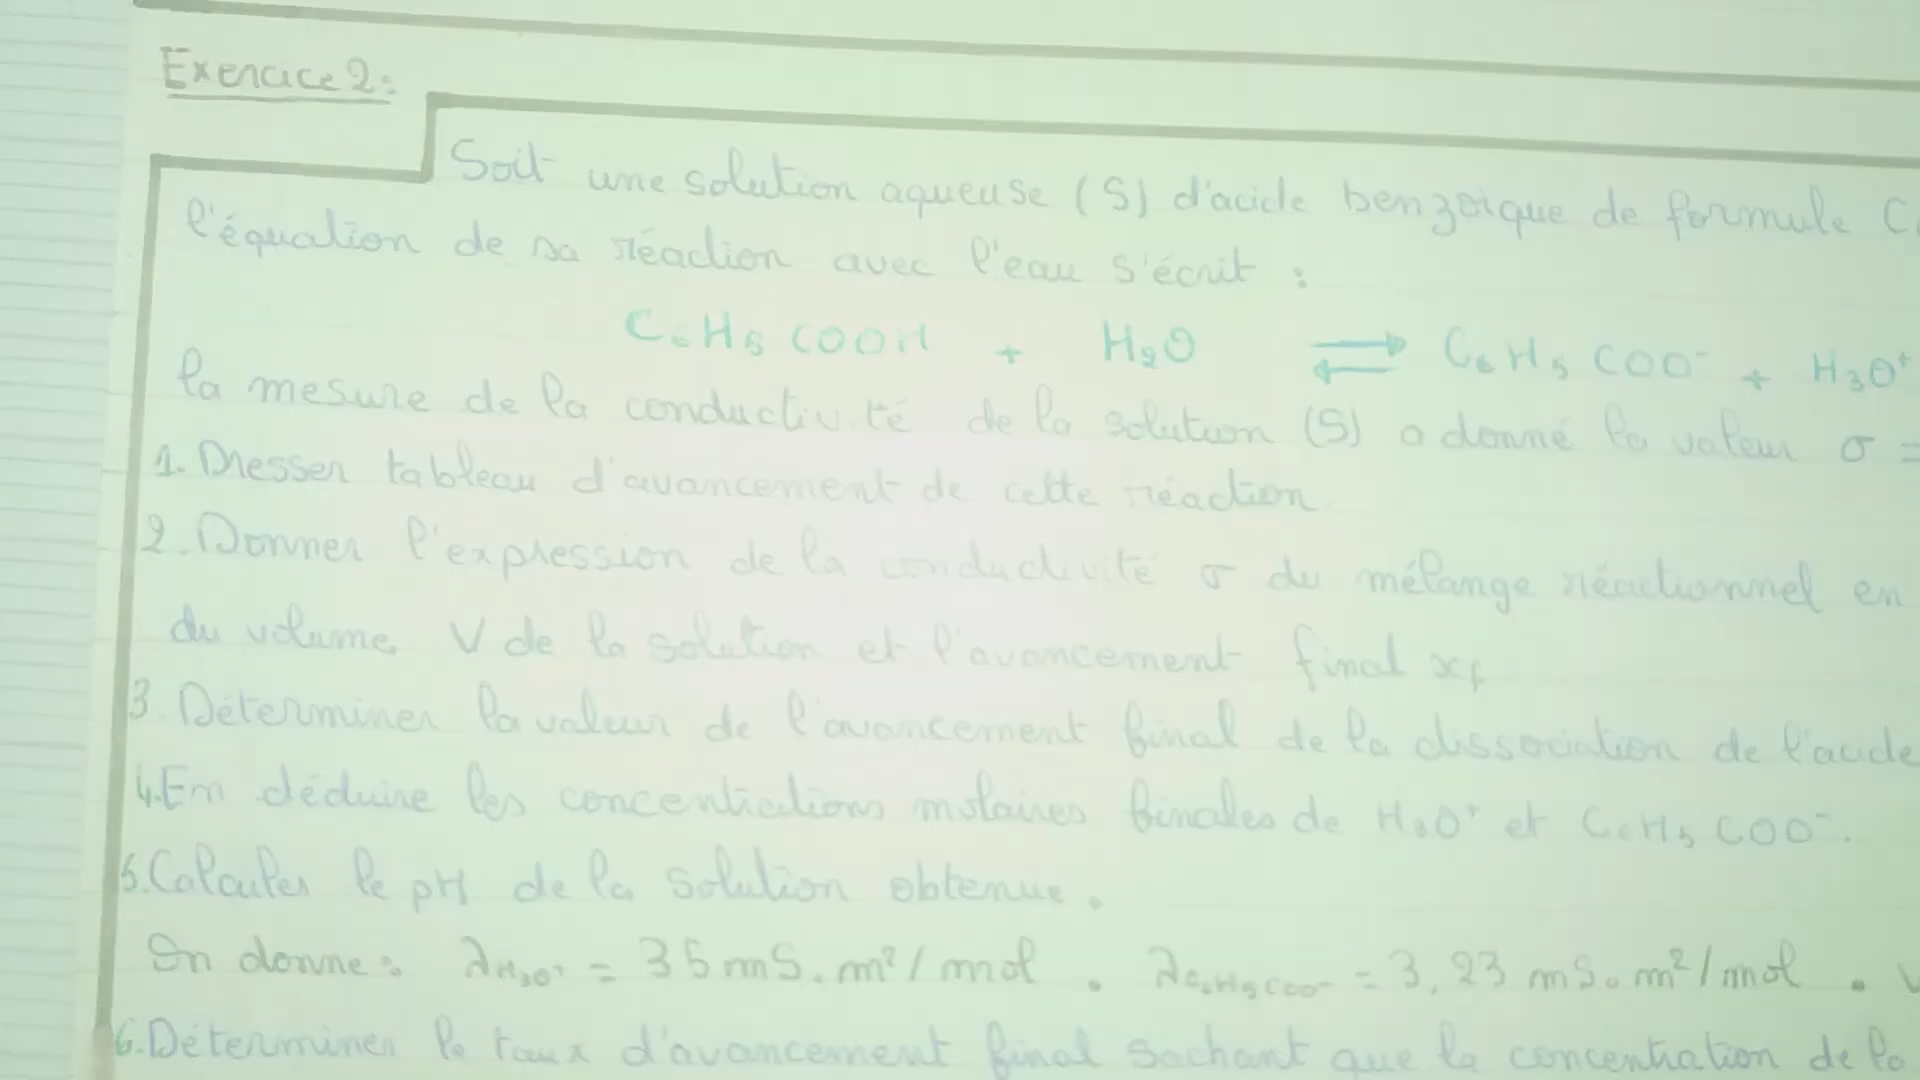 Exercice 2:
Soit une solution aqueuse (S) d'acide benzoique de formule C
l'équation de sa réaction avec l'eau s'écrit :
C₆H₅COOH + H₂O ⇌ C₆H₅COO⁻ + H₃O⁺
la mesure de la conductivité de la solution (S) a donné la valeur σ =
1. Dresser tableau d'avancement de cette réaction
2. Donner l'expression de la conductivité σ du mélange réactionnel en
du volume V de la solution et l'avancement final xf
3. Déterminer la valeur de l'avancement final de la dissociation de l'acide
4. En déduire les concentrations molaires finales de H₃O⁺ et C₆H₅COO⁻.
5. Calculer le pH de la solution obtenue.
On donne : λH₃O⁺ = 35 mS.m²/mol . λC₆H₅COO⁻ = 3,23 mS.m²/mol .
6. Déterminer le taux d'avancement final sachant que la concentration de la